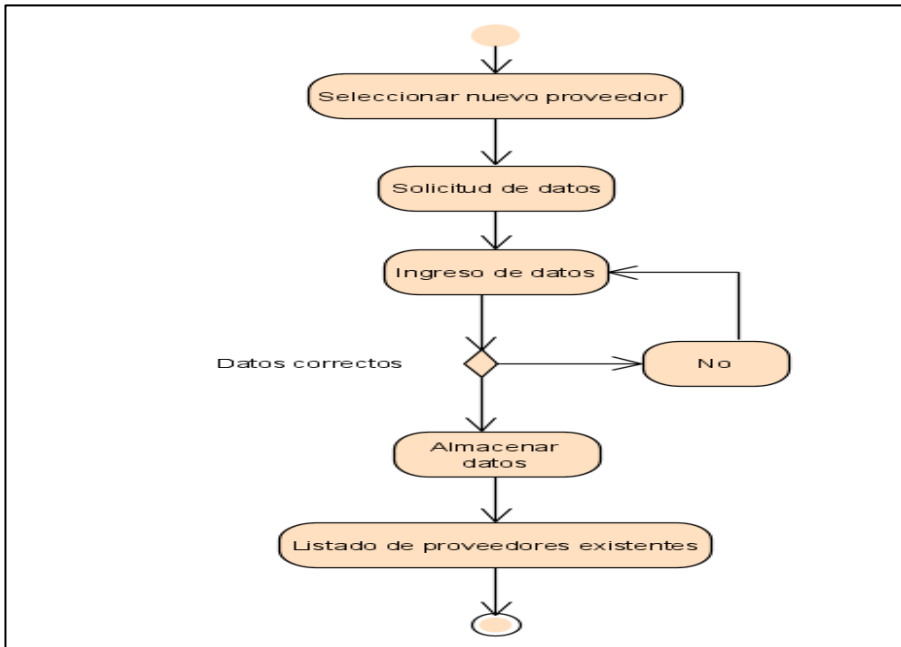 Seleccionar nuevo proveedor
Solicitud de datos
Ingreso de datos
Datos correctos
No
Almacenar
datos
Listado de proveedores existentes